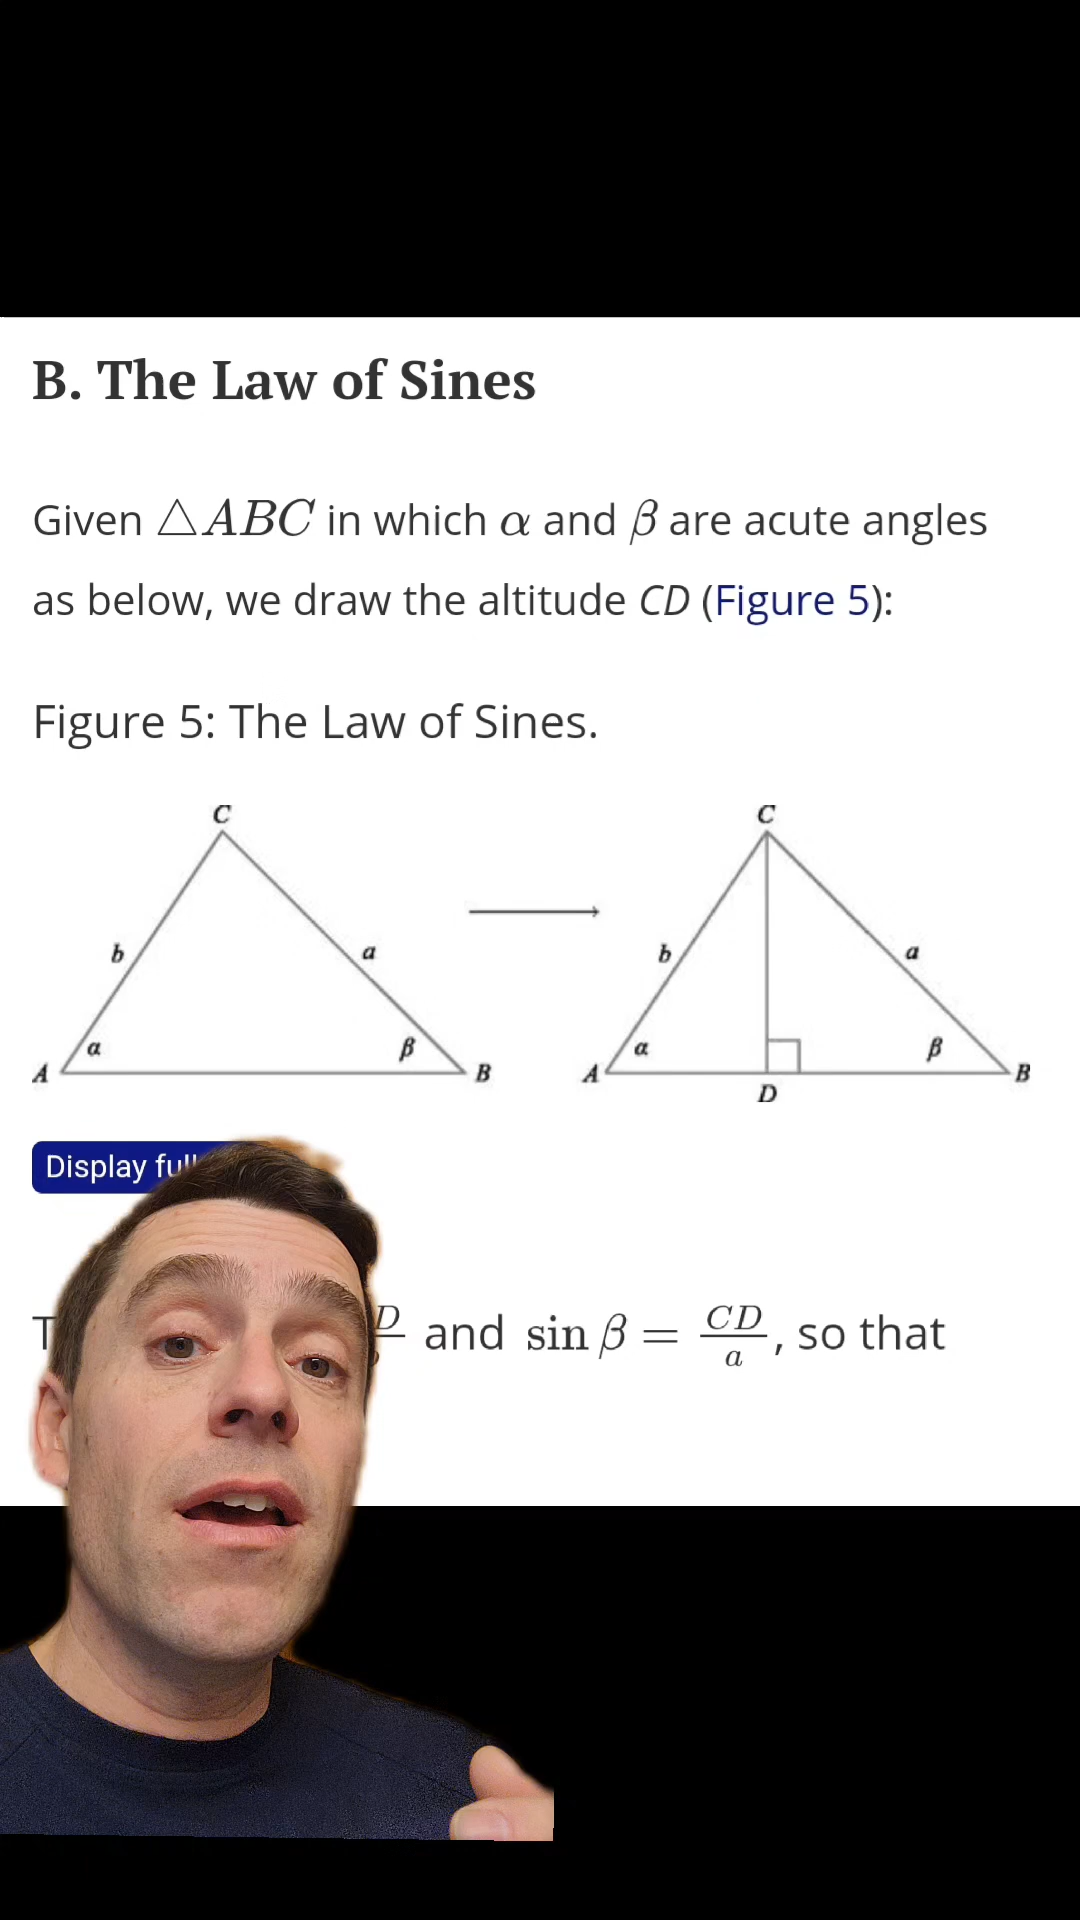 B. The Law of Sines
Given △ABC in which α and β are acute angles
as below, we draw the altitude CD (Figure 5):
Figure 5: The Law of Sines.
C
b
a
α
β
A
B
C
b
a
α
β
A
D
B
Display
and sin β = CD/a, so that